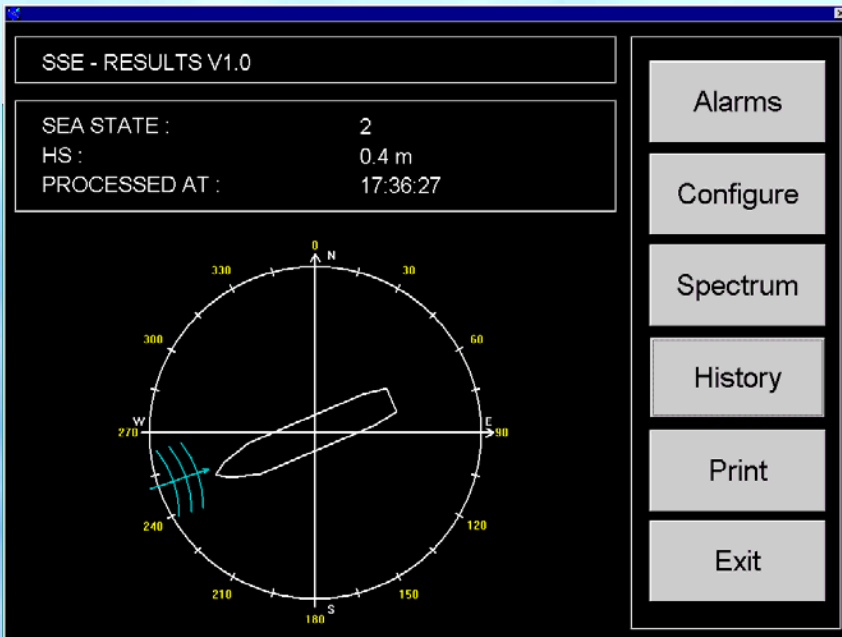 SSE - RESULTS V1.0
SEA STATE : 2
HS : 0.4 m
PROCESSED AT : 17:36:27
0
N
330
30
300
60
W
E
270
90
240
120
210
150
S
180
Alarms
Configure
Spectrum
History
Print
Exit